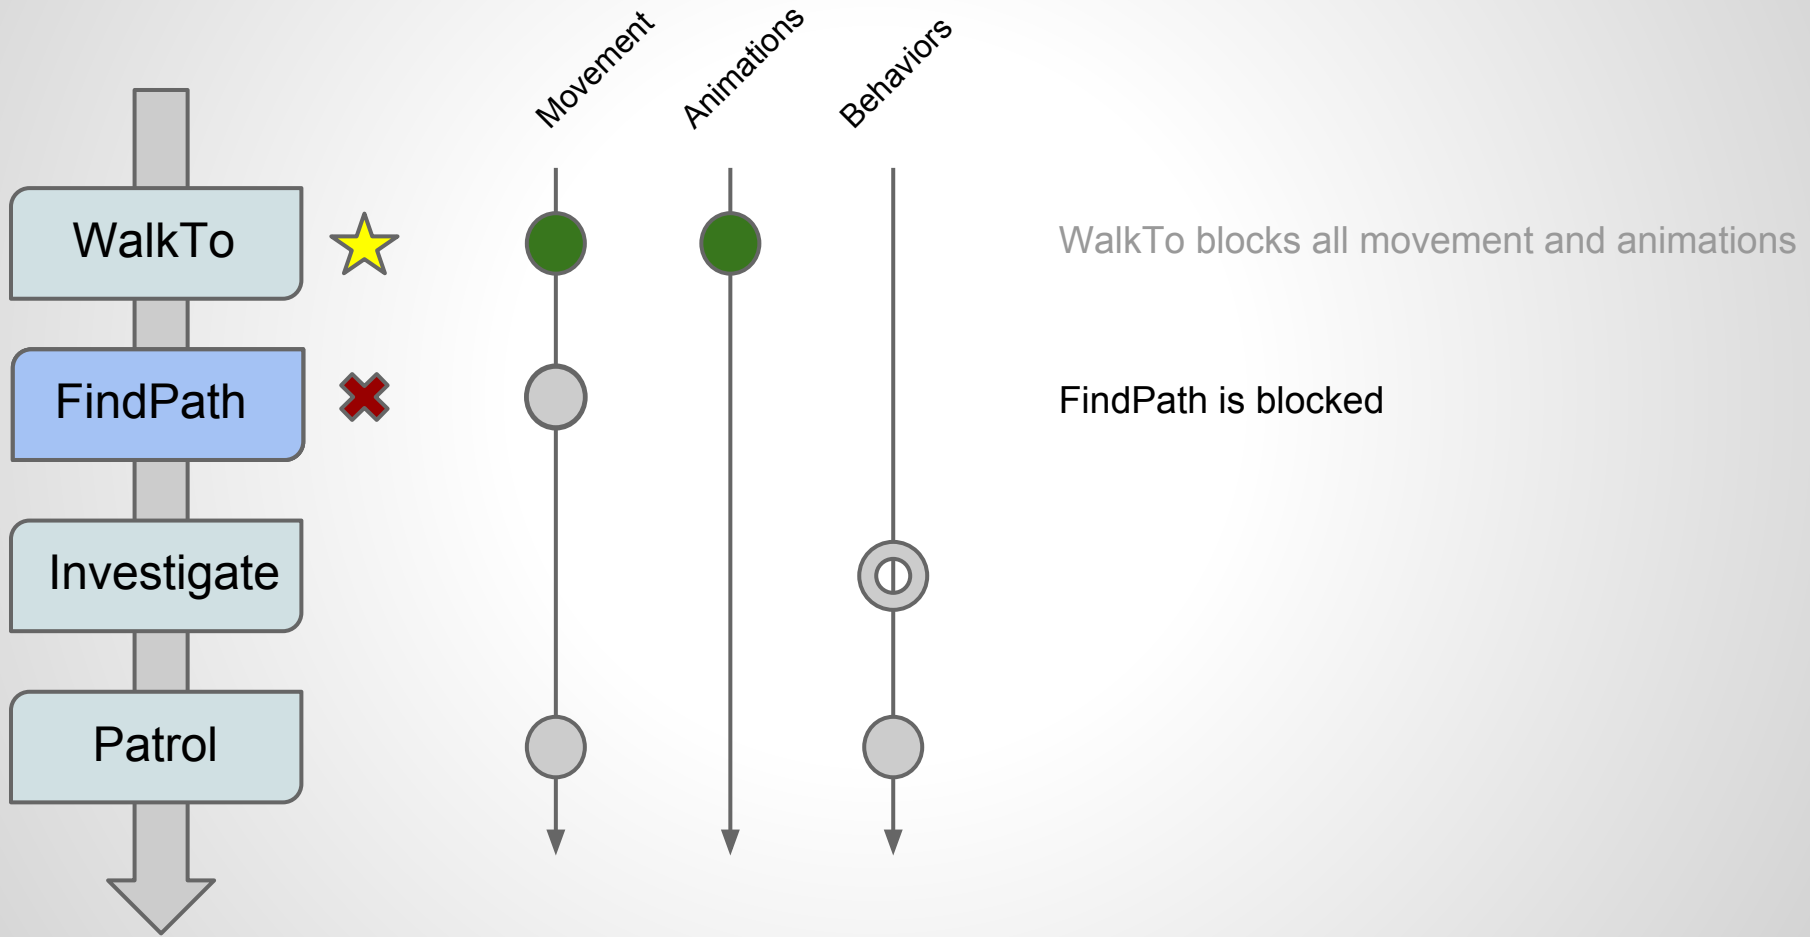 Movement
Animations
Behaviors
WalkTo
WalkTo blocks all movement and animations
FindPath
FindPath is blocked
Investigate
Patrol